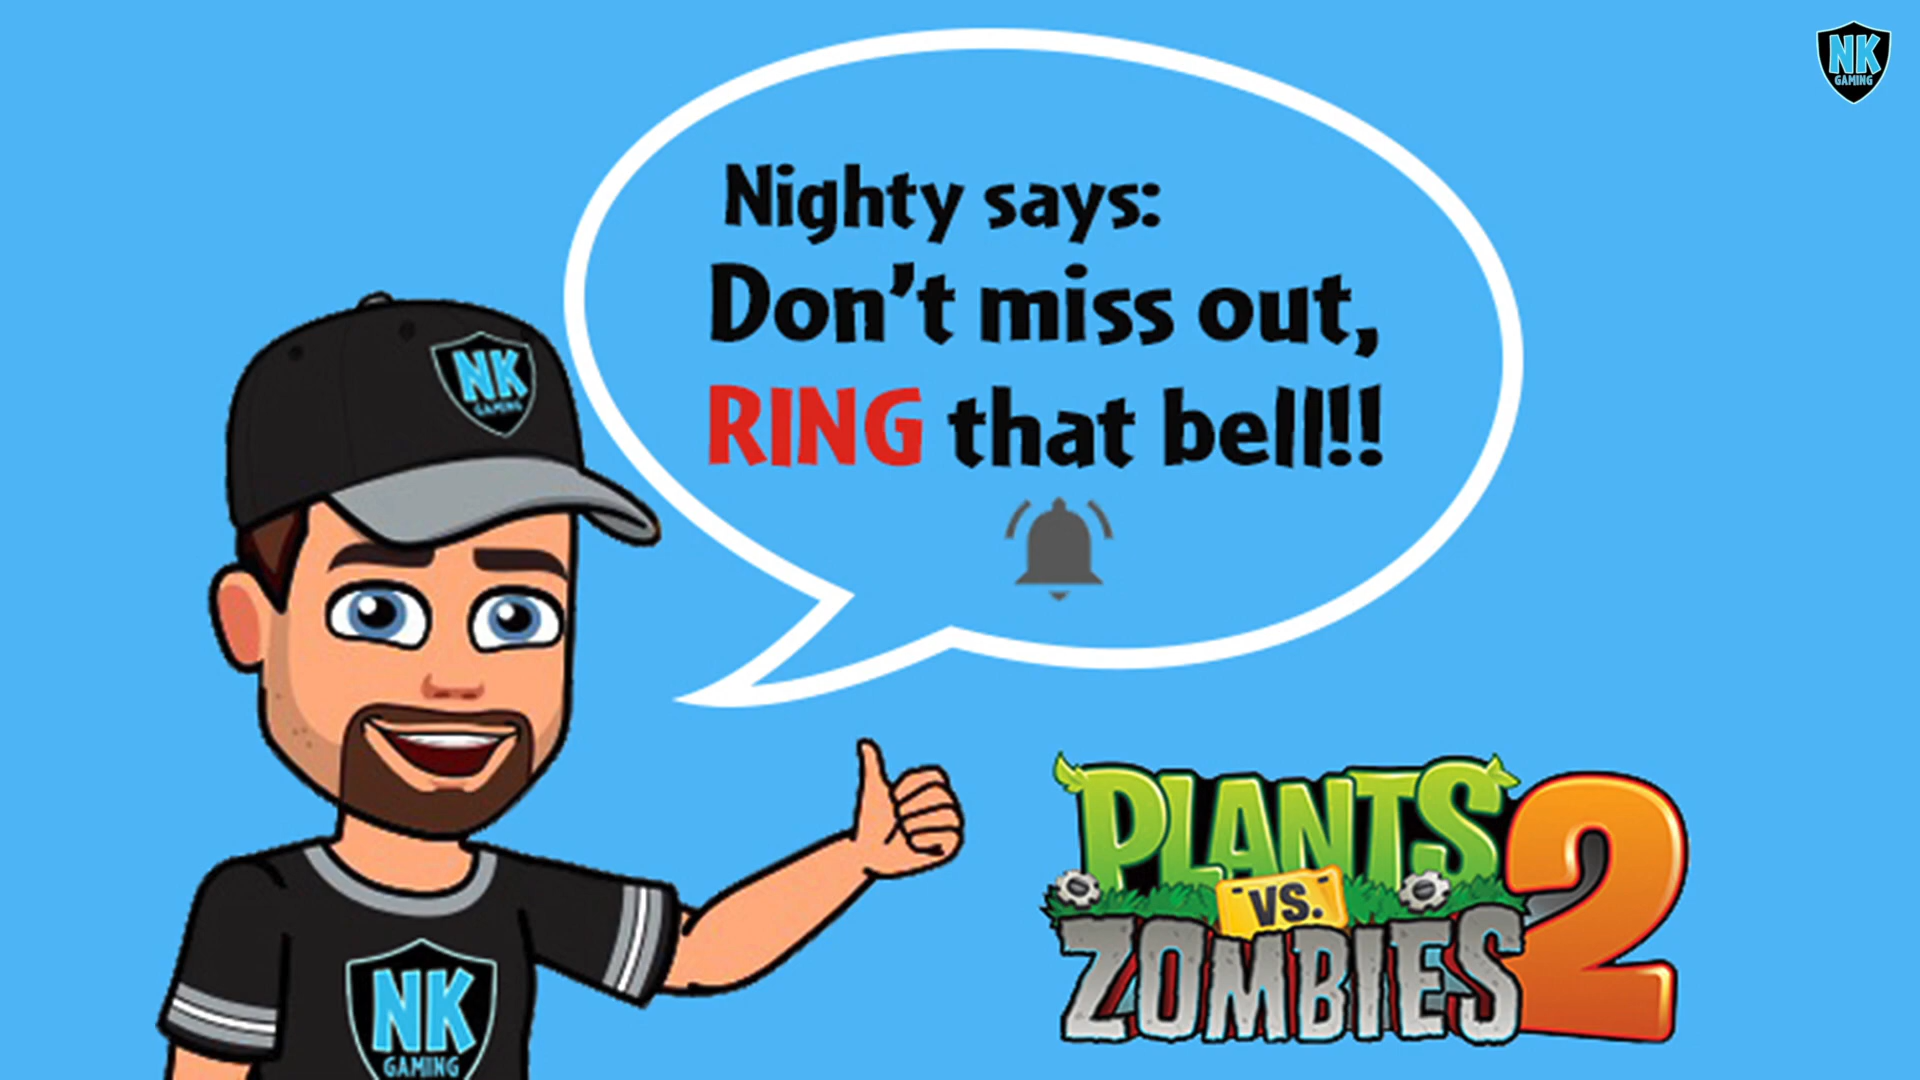 NK
GAMING
Nighty says:
Don't miss out,
RING that bell!!
NK
GAMING
PLANTS
VS.
ZOMBIES 2
NK
GAMING